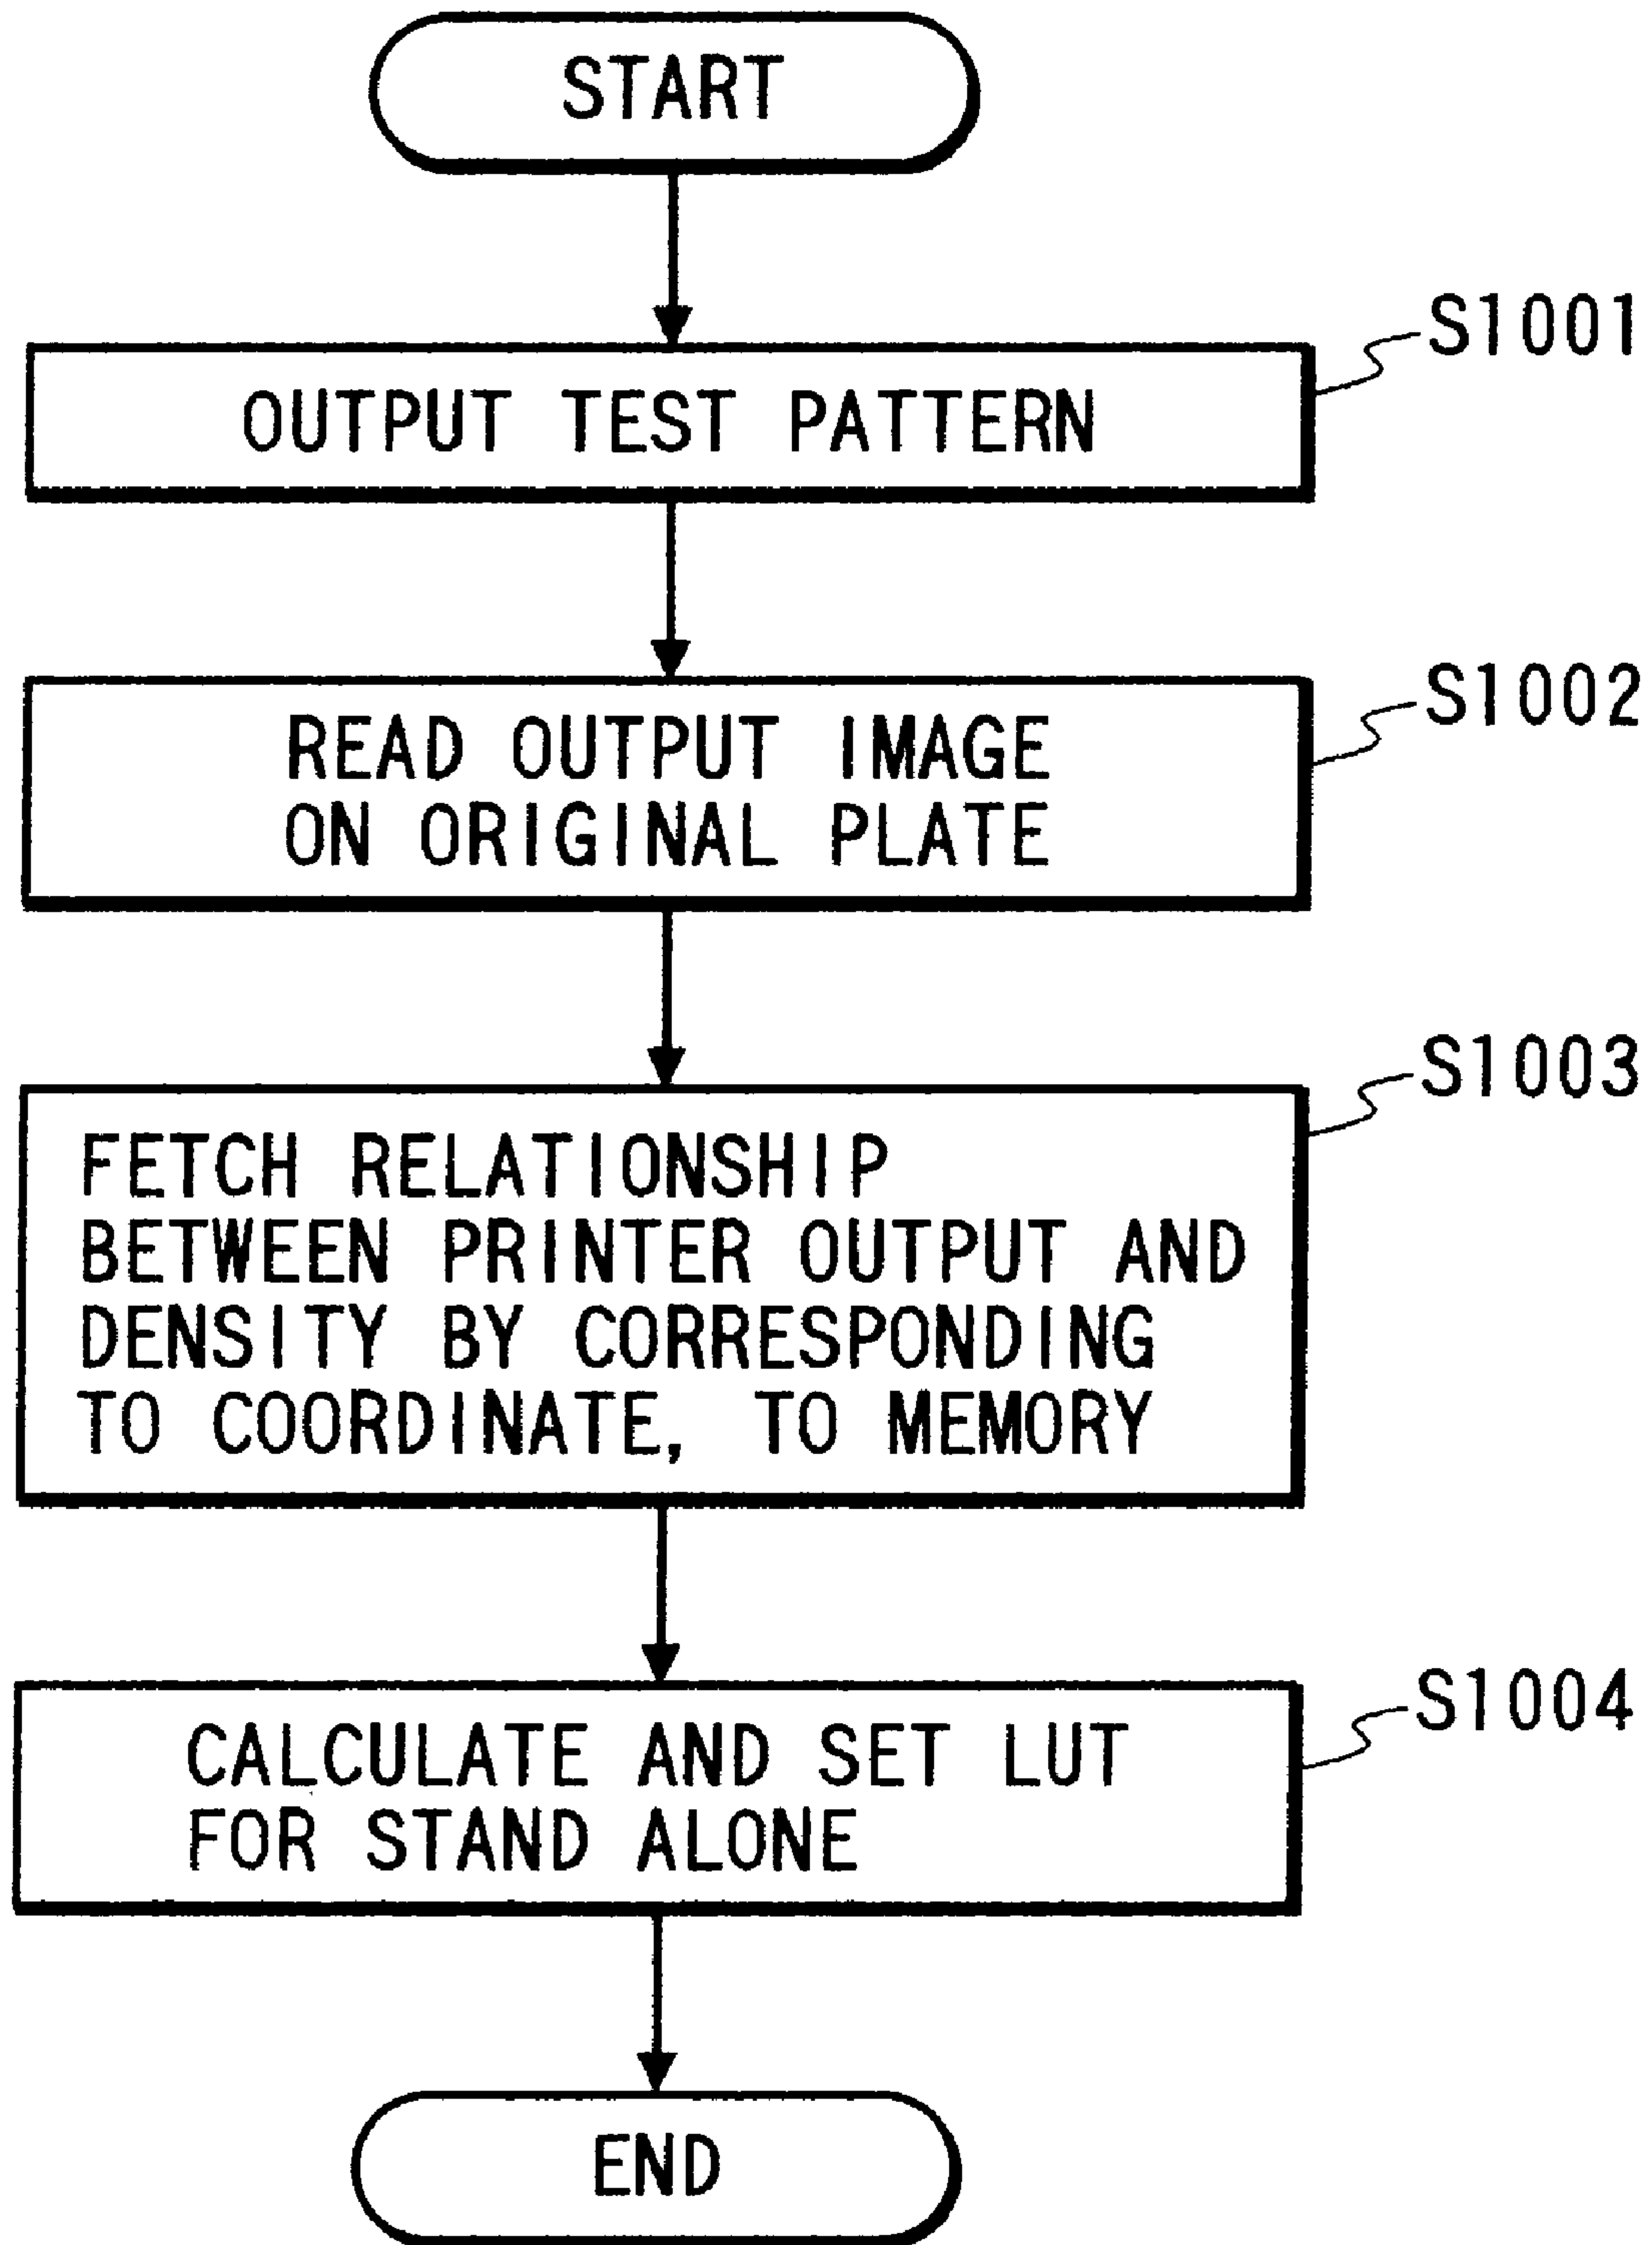 START
S1001
OUTPUT TEST PATTERN
S1002
READ OUTPUT IMAGE
ON ORIGINAL PLATE
S1003
FETCH RELATIONSHIP
BETWEEN PRINTER OUTPUT AND
DENSITY BY CORRESPONDING
TO COORDINATE, TO MEMORY
S1004
CALCULATE AND SET LUT
FOR STAND ALONE
END